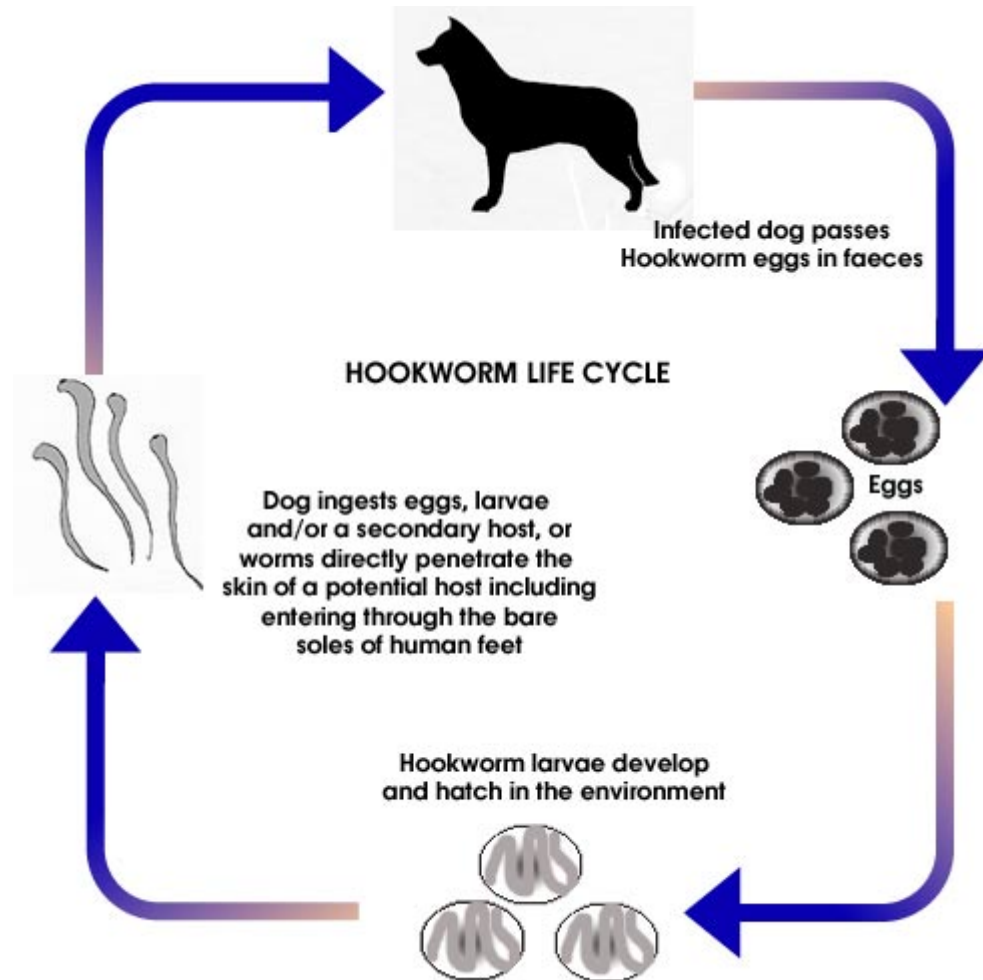 Infected dog passes
Hookworm eggs in faeces
HOOKWORM LIFE CYCLE
Eggs
Dog ingests eggs, larvae
and/or a secondary host, or
worms directly penetrate the
skin of a potential host including
entering through the bare
soles of human feet
Hookworm larvae develop
and hatch in the environment